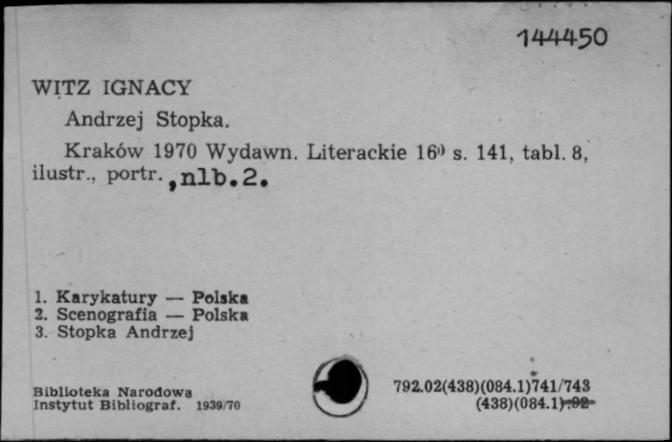 144450
WITZ IGNACY
Andrzej Stopka.
Kraków 1970 Wydawn. Literackie 16⁰ s. 141, tabl. 8,
ilustr., portr. ,nlb.2.
1. Karykatury — Polska
2. Scenografia — Polska
3. Stopka Andrzej
Biblioteka Narodowa
Instytut Bibliograf. 1939/70
792.02(438)(084.1)741/743
(438)(084.1):92